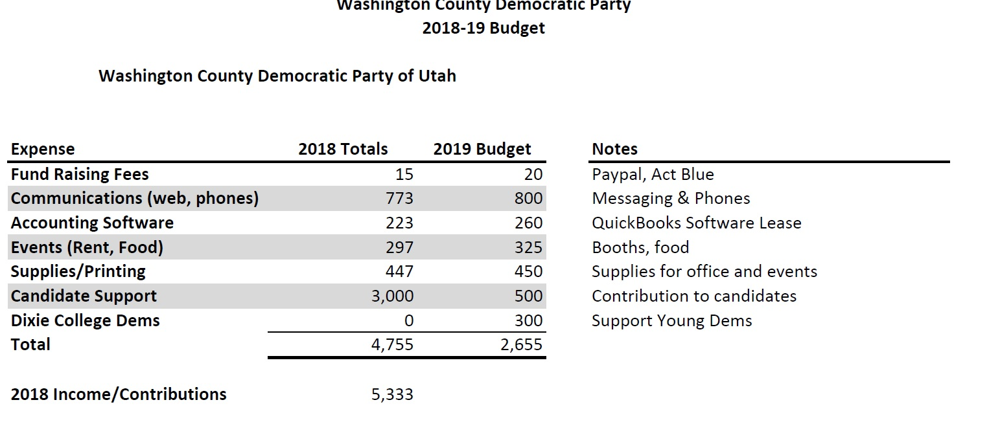 Washington County Democratic Party
2018-19 Budget
Washington County Democratic Party of Utah
Expense 2018 Totals 2019 Budget Notes
Fund Raising Fees 15 20 Paypal, Act Blue
Communications (web, phones) 773 800 Messaging & Phones
Accounting Software 223 260 QuickBooks Software Lease
Events (Rent, Food) 297 325 Booths, food
Supplies/Printing 447 450 Supplies for office and events
Candidate Support 3,000 500 Contribution to candidates
Dixie College Dems 0 300 Support Young Dems
Total 4,755 2,655
2018 Income/Contributions 5,333